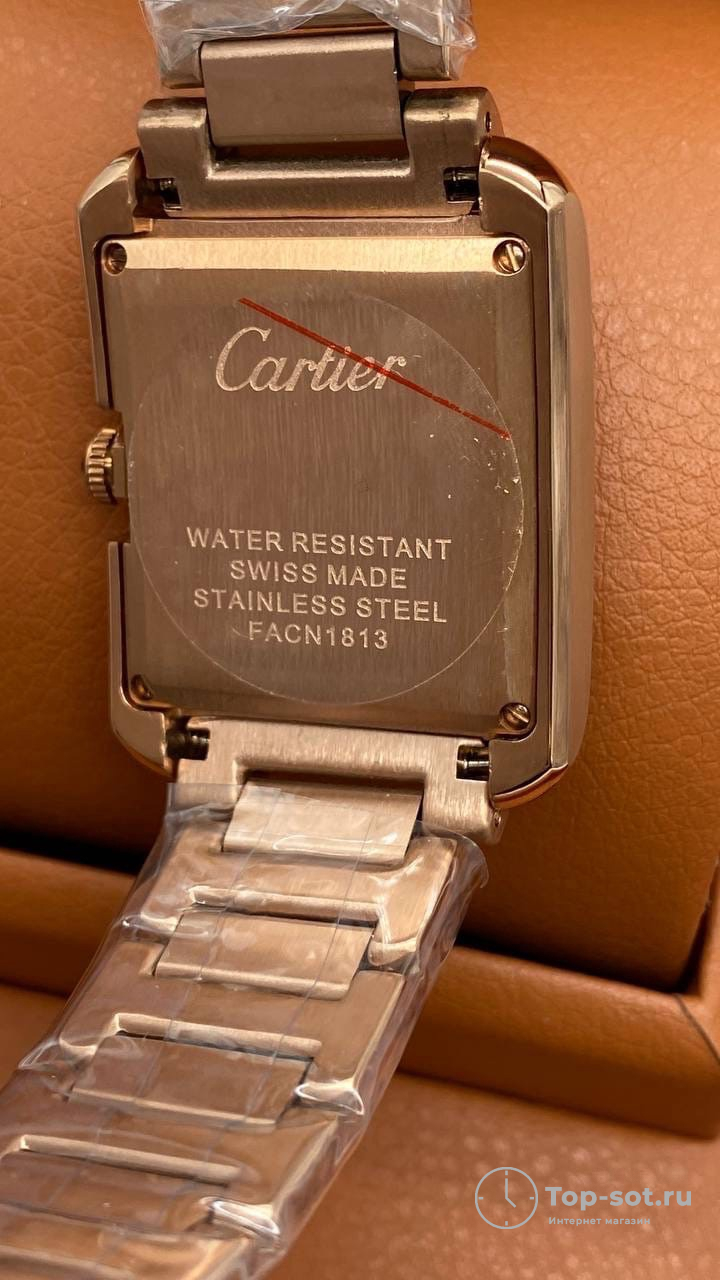 Cartier
WATER RESISTANT
SWISS MADE
STAINLESS STEEL
FACN1813
Top-sot.ru
Интернет магазин